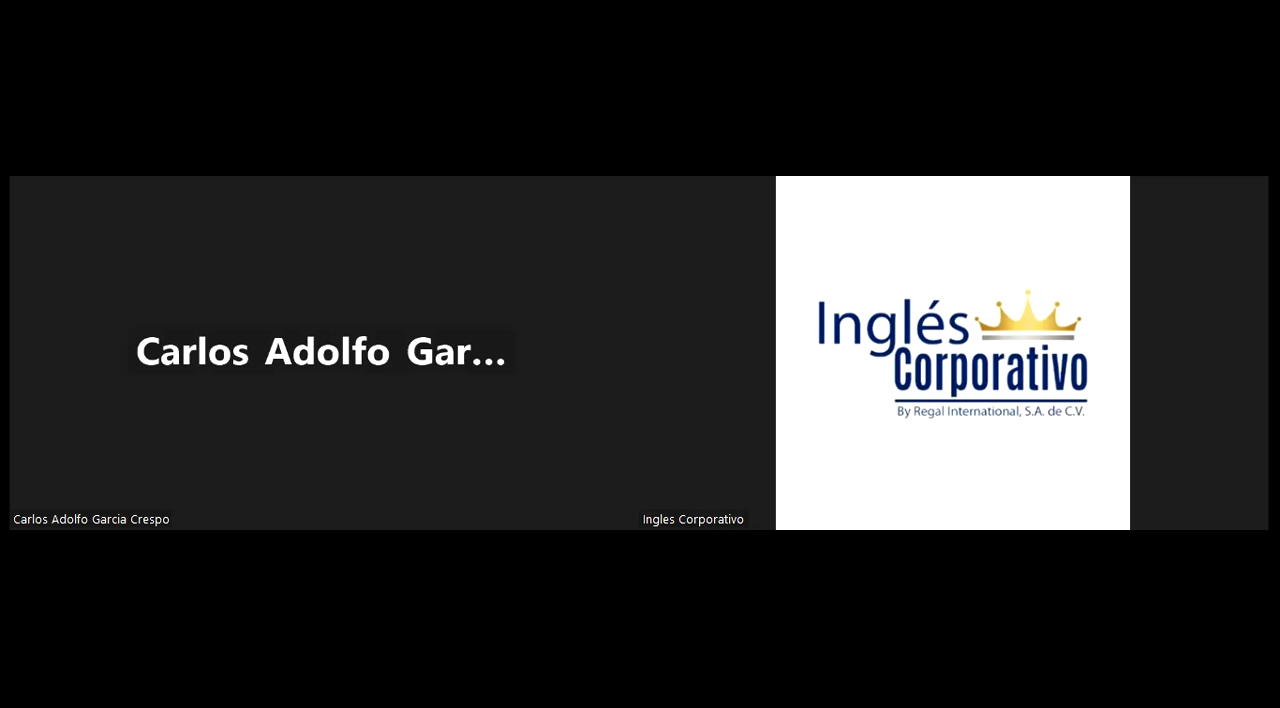 Carlos Adolfo Gar...
Carlos Adolfo Garcia Crespo
Inglés
Corporativo
By Regal International, S.A. de C.V.
Ingles Corporativo